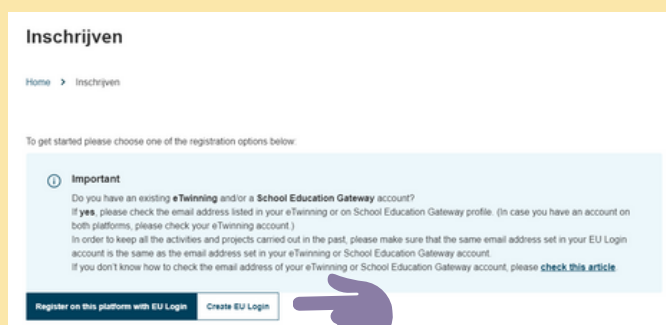 Inschrijven
Home > Inschrijven
To get started please choose one of the registration options below:
Important
Do you have an existing eTwinning and/or a School Education Gateway account?
If yes, please check the email address listed in your eTwinning or on School Education Gateway profile. (In case you have an account on
both platforms, please check your eTwinning account.)
In order to keep all the activities and projects carried out in the past, please make sure that the same email address set in your EU Login
account is the same as the email address set in your eTwinning or School Education Gateway account.
If you don't know how to check the email address of your eTwinning or School Education Gateway account, please check this article.
Register on this platform with EU Login Create EU Login